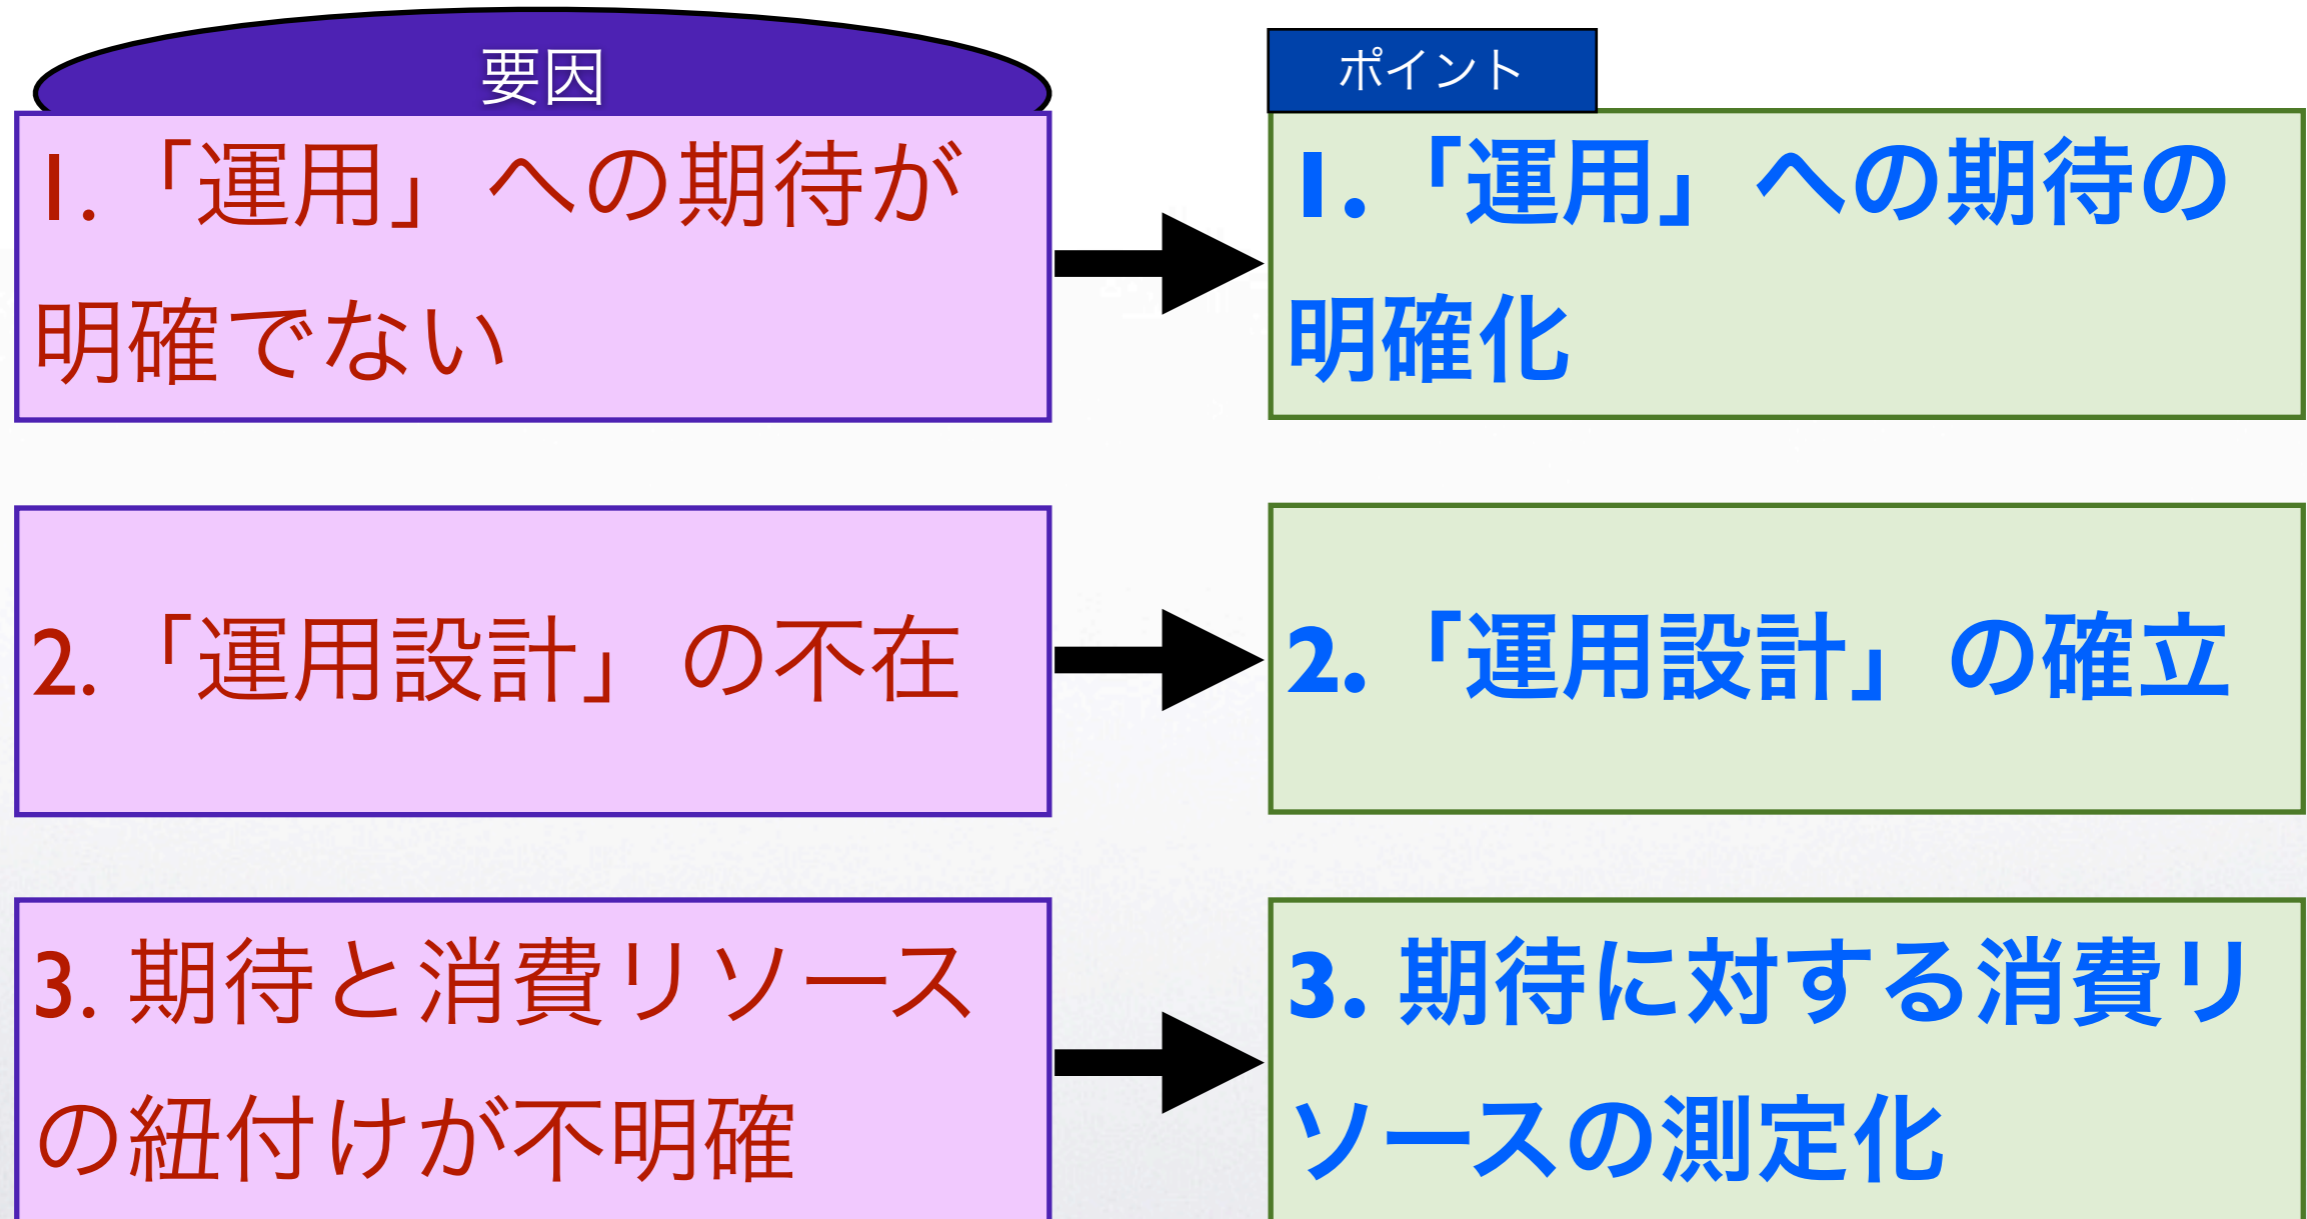 要因
1. 「運用」への期待が
明確でない
2. 「運用設計」の不在
3. 期待と消費リソース
の紐付けが不明確
ポイント
1. 「運用」への期待の
明確化
2. 「運用設計」の確立
3. 期待に対する消費リ
ソースの測定化